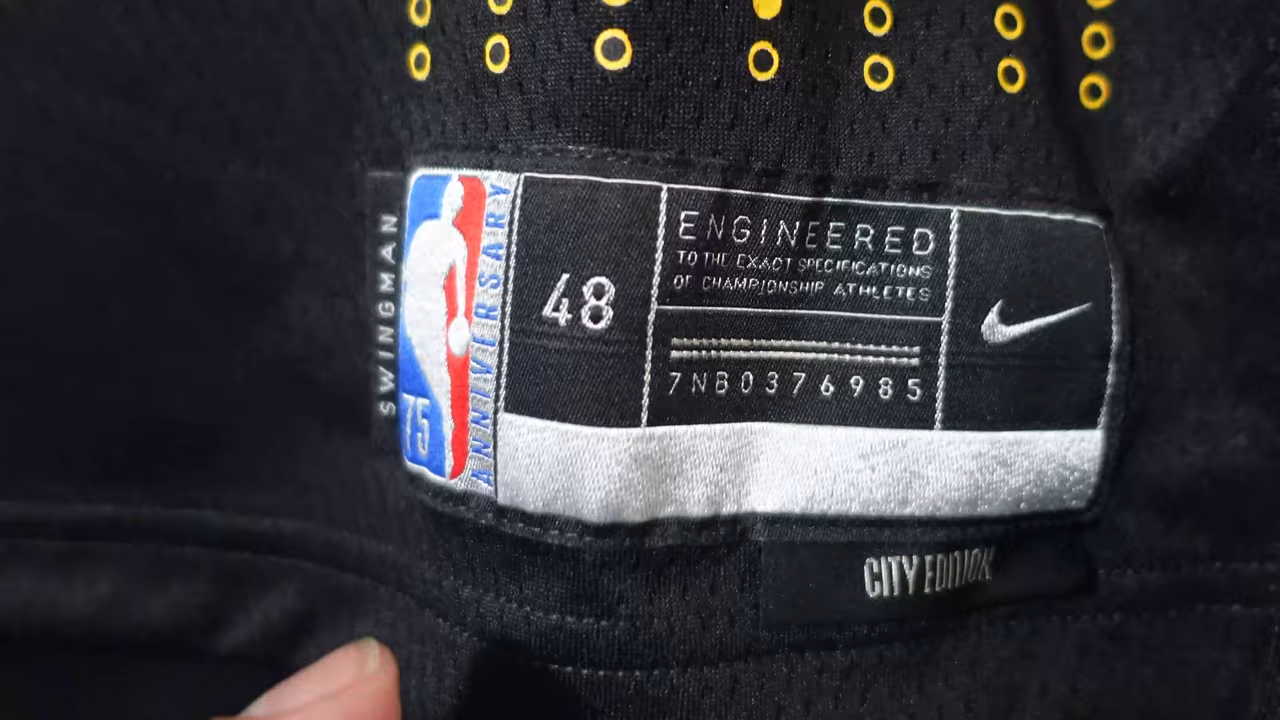 SWINGMAN
75
ANNIVERSARY
48
ENGINEERED
TO THE EXACT SPECIFICATIONS
OF CHAMPIONSHIP ATHLETES
7NB0376985
CITY EDITION